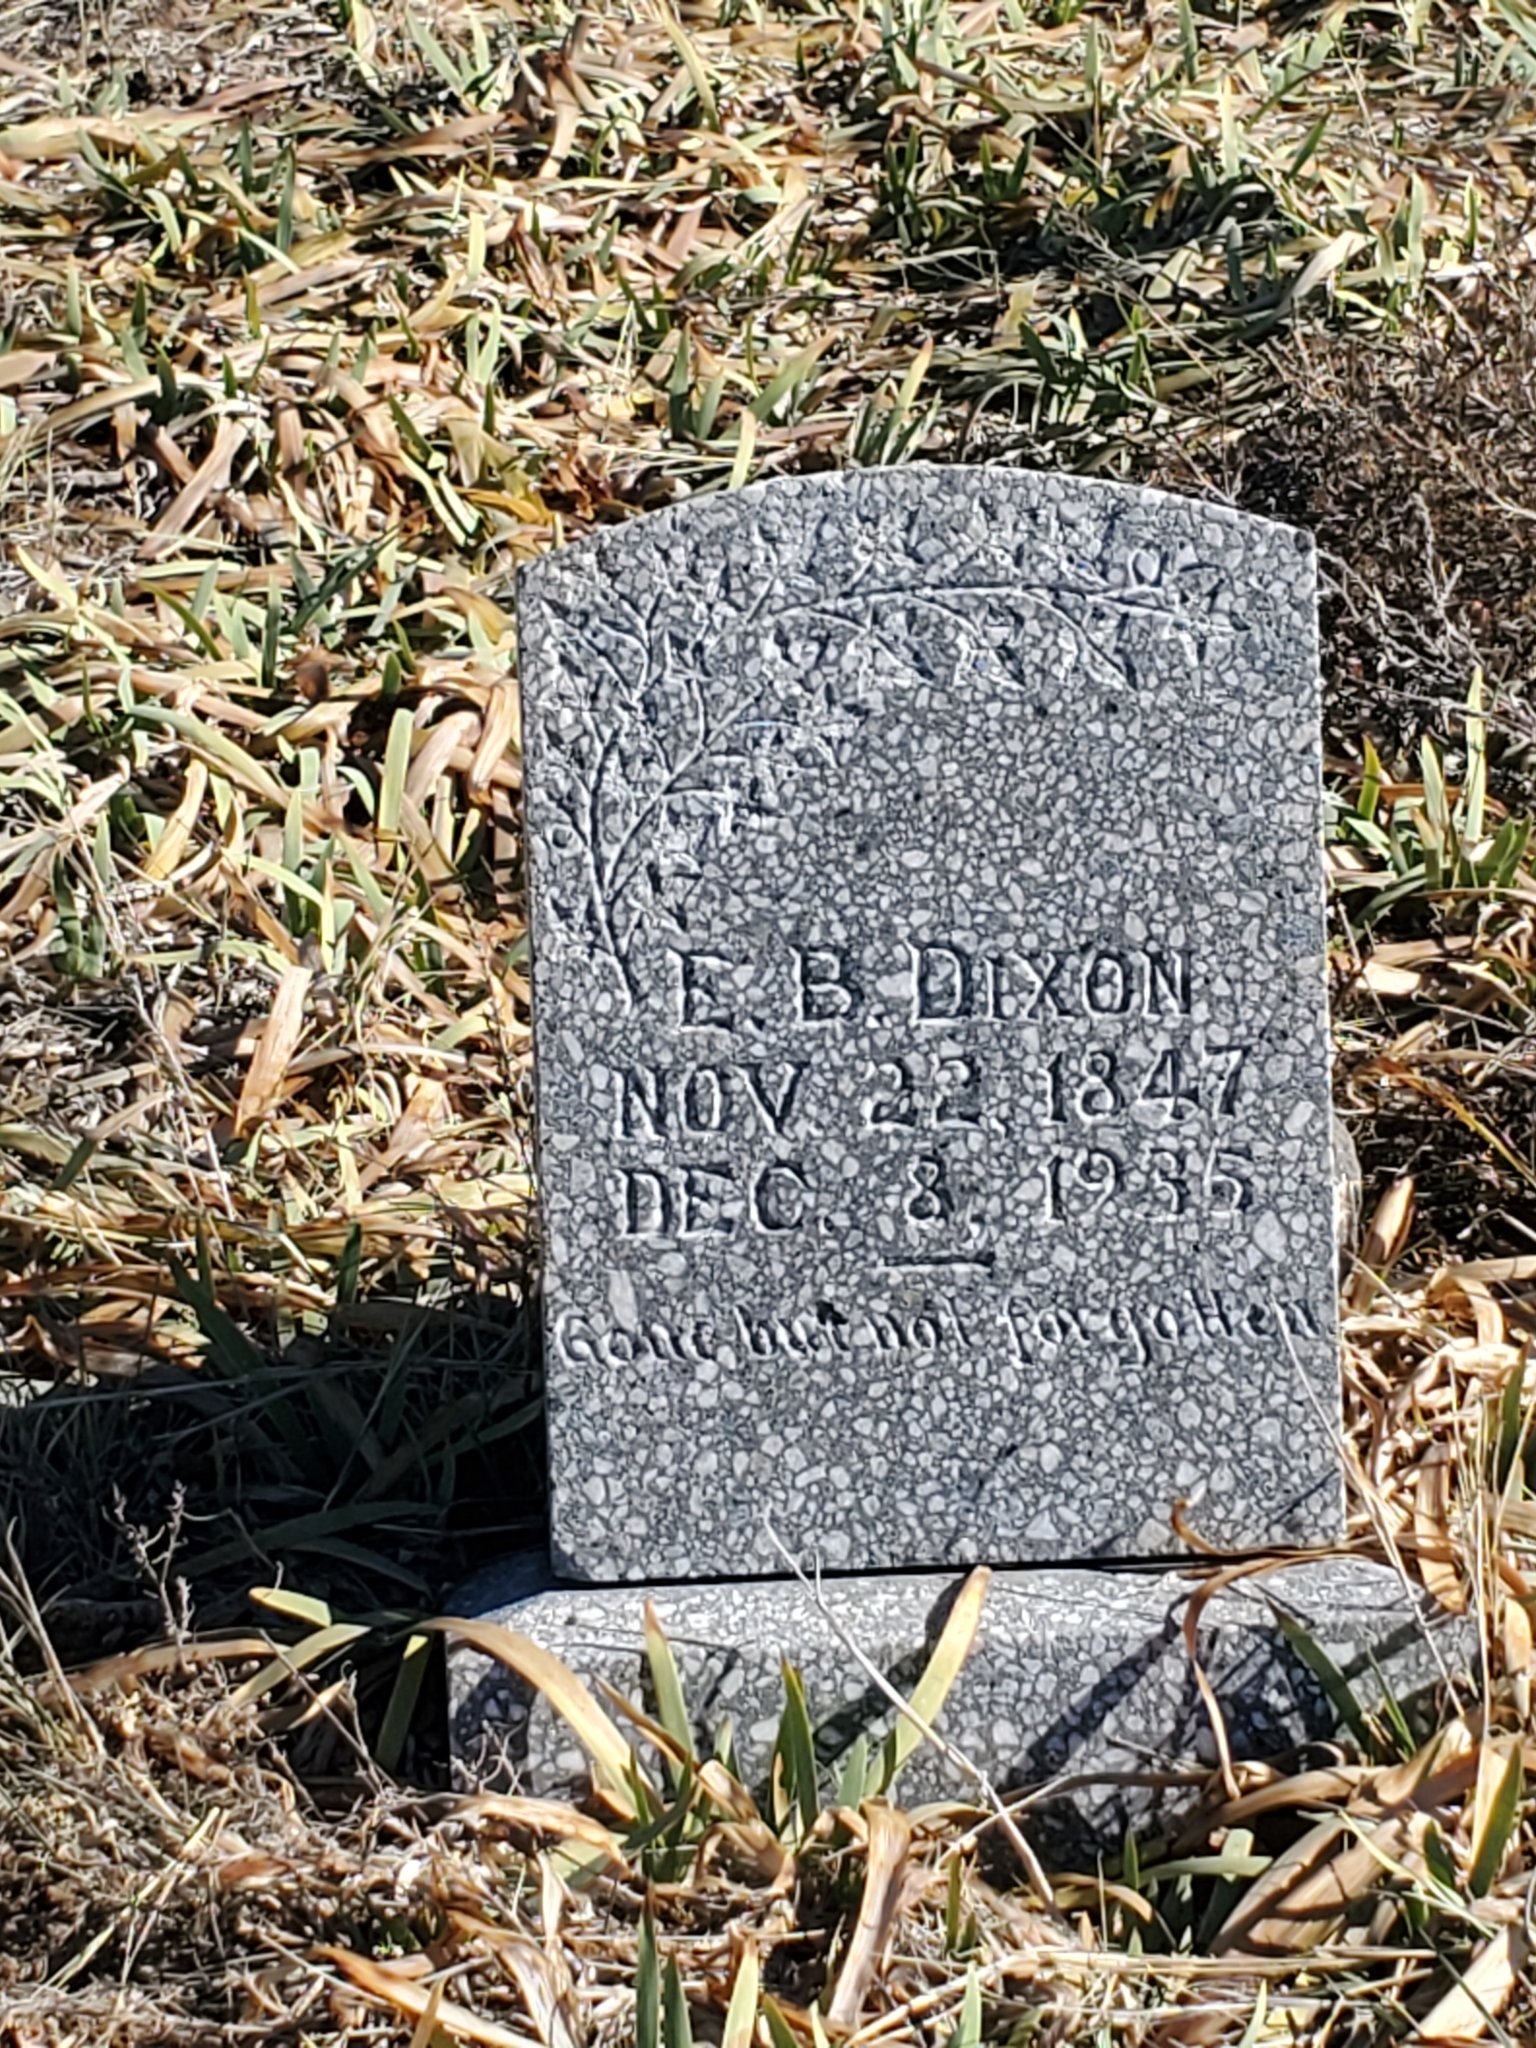 E. B. DIXON
NOV. 22, 1847
DEC. 8, 1935
Gone but not forgotten